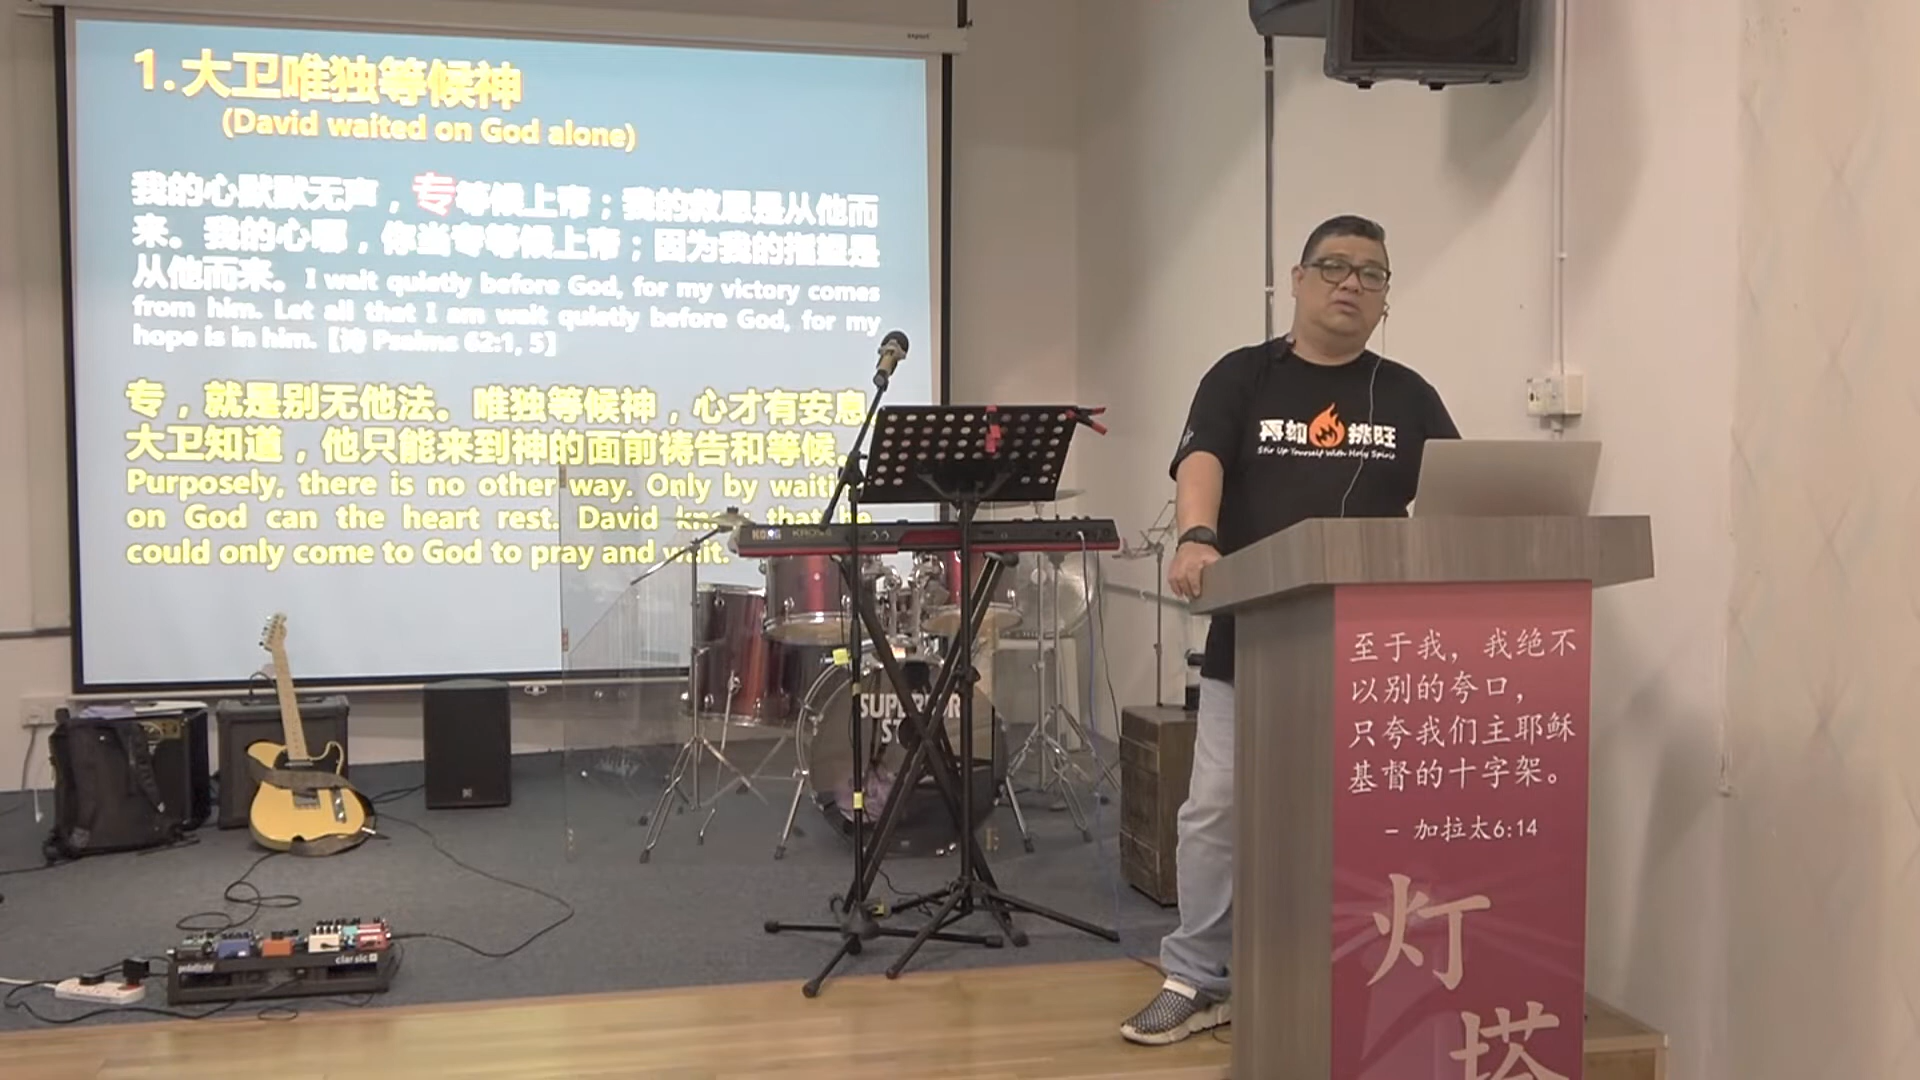 1.大卫唯独等候神
(David waited on God alone)
我的心默默无声，专等候上帝；我的救恩是从他而
来。我的心哪，你当专等候上帝；因为我的指望是
从他而来。I wait quietly before God, for my victory comes
from him. Let all that I am wait quietly before God, for my
hope is in him.【诗 Psalms 62:1, 5】
专，就是别无他法。唯独等候神，心才有安息
大卫知道，他只能来到神的面前祷告和等候。
Purposely, there is no other way. Only by
on God can the heart rest. David that he
could only come to God to pray and wait.
再如挑旺
Stir Up Yourself With Holy Spirit
KORG KROSS
SUPERIOR
至于我，我绝不
以别的夸口，
只夸我们主耶稣
基督的十字架。
- 加拉太6:14
灯
塔
pedaltrain
classic